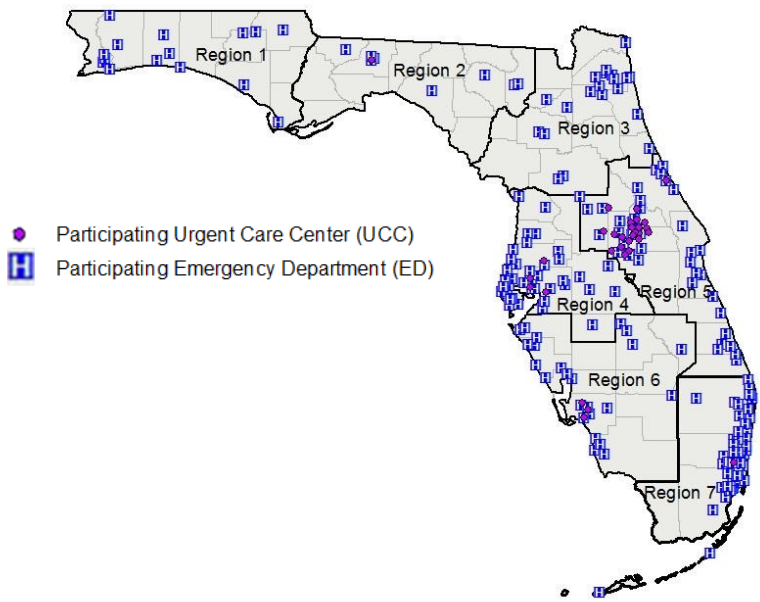 Region 1
Region 2
Region 3
Participating Urgent Care Center (UCC)
H Participating Emergency Department (ED)
Region 4
Region 5
Region 6
Region 7